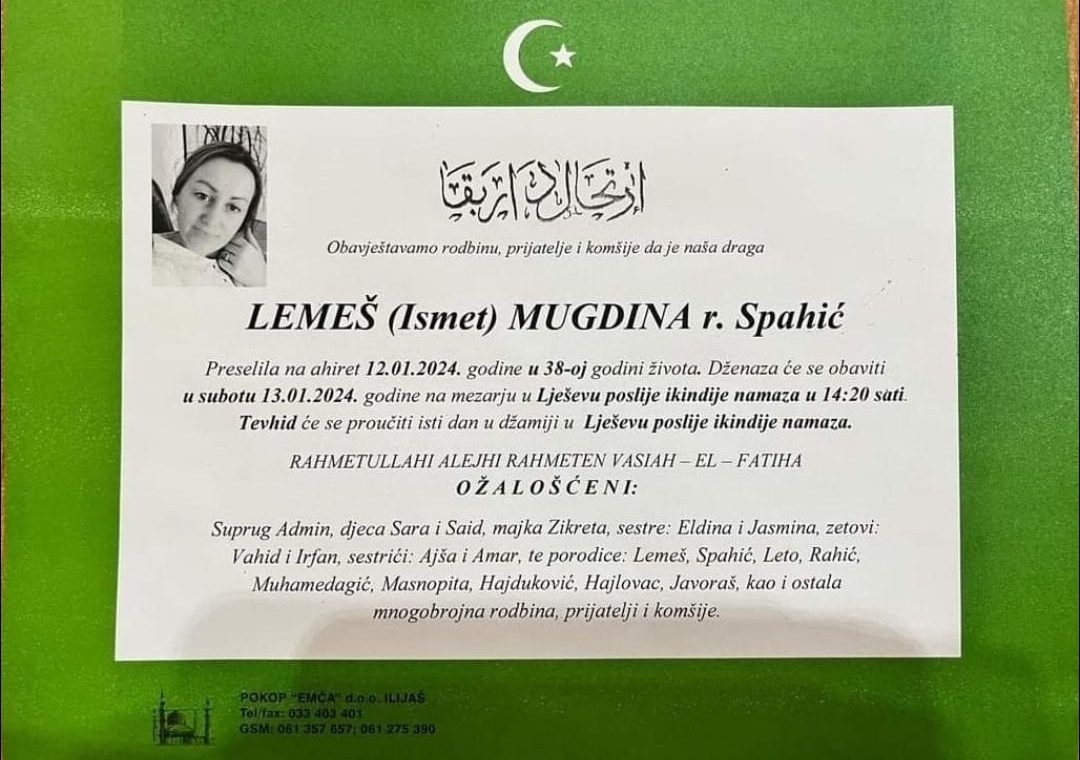 إرتحال دار بقا
Obavještavamo rodbinu, prijatelje i komšije da je naša draga
LEMEŠ (Ismet) MUGDINA r. Spahić
Preselila na ahiret 12.01.2024. godine u 38-oj godini života. Dženaza će se obaviti
u subotu 13.01.2024. godine na mezarju u Lješevu poslije ikindije namaza u 14:20 sati.
Tevhid će se proučiti isti dan u džamiji u Lješevu poslije ikindije namaza.
RAHMETULLAHI ALEJHI RAHMETEN VASIAH – EL – FATIHA
OŽALOŠĆENI:
Suprug Admin, djeca Sara i Said, majka Zikreta, sestre: Eldina i Jasmina, zetovi:
Vahid i Irfan, sestrići: Ajša i Amar, te porodice: Lemeš, Spahić, Leto, Rahić,
Muhamedagić, Masnopita, Hajduković, Hajlovac, Javoraš, kao i ostala
mnogobrojna rodbina, prijatelji i komšije.
POKOP "EMĆA" d.o.o. ILIJAŠ
Tel/fax: 033 403 401
GSM: 061 357 657; 061 275 390